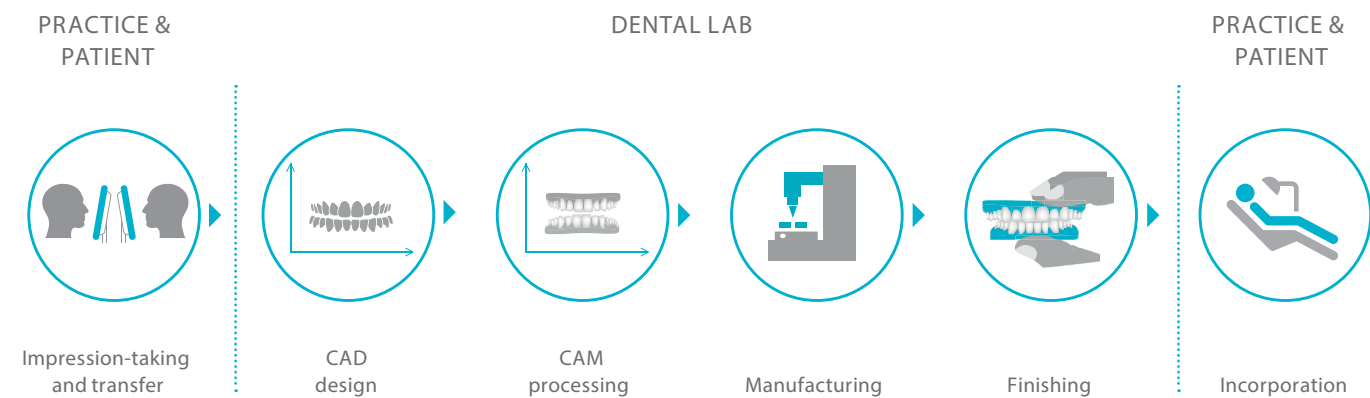 PRACTICE &
PATIENT
DENTAL LAB
PRACTICE &
PATIENT
Impression-taking
and transfer
CAD
design
CAM
processing
Manufacturing
Finishing
Incorporation